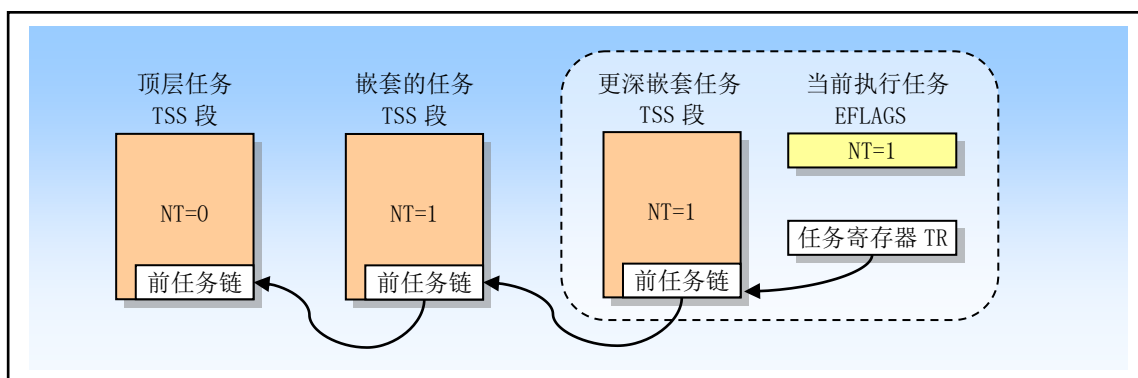 顶层任务
TSS 段
嵌套的任务
TSS 段
更深嵌套任务
TSS 段
当前执行任务
EFLAGS
NT=1
NT=0
NT=1
NT=1
任务寄存器 TR
前任务链
前任务链
前任务链